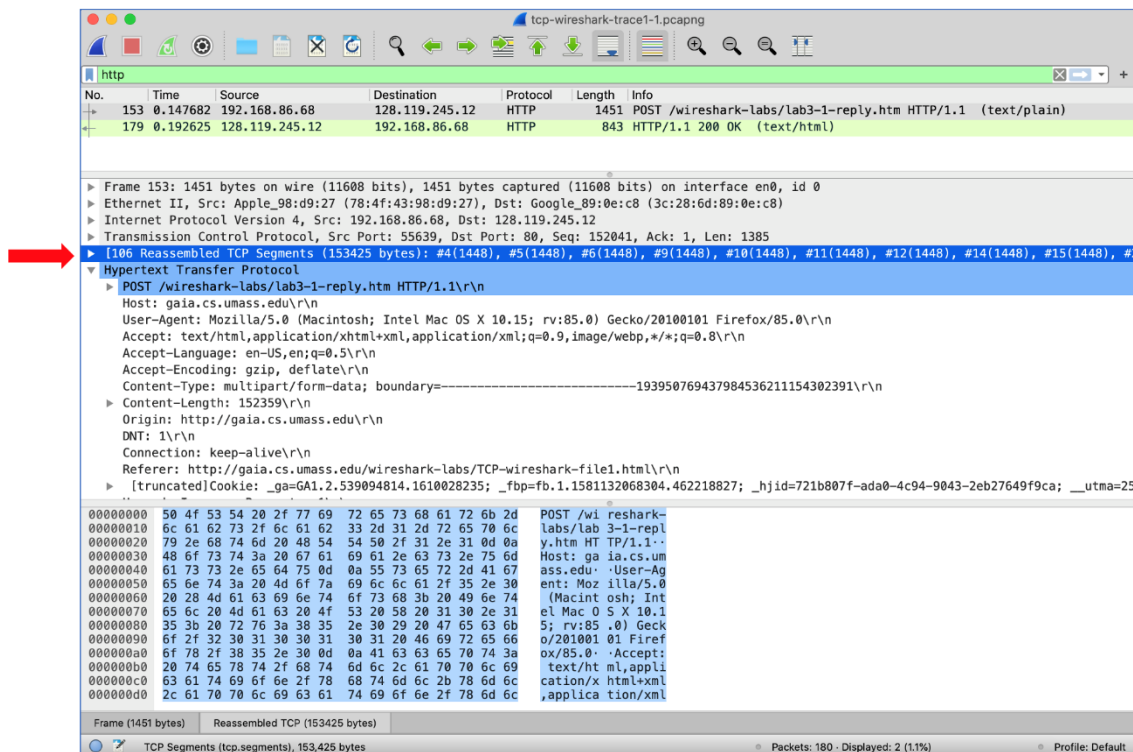 tcp-wireshark-trace1-1.pcapng
http
No. Time Source Destination Protocol Length Info
153 0.147682 192.168.86.68 128.119.245.12 HTTP 1451 POST /wireshark-labs/lab3-1-reply.htm HTTP/1.1 (text/plain)
179 0.192625 128.119.245.12 192.168.86.68 HTTP 843 HTTP/1.1 200 OK (text/html)
Frame 153: 1451 bytes on wire (11608 bits), 1451 bytes captured (11608 bits) on interface en0, id 0
Ethernet II, Src: Apple_98:d9:27 (78:4f:43:98:d9:27), Dst: Google_89:0e:c8 (3c:28:6d:89:0e:c8)
Internet Protocol Version 4, Src: 192.168.86.68, Dst: 128.119.245.12
Transmission Control Protocol, Src Port: 55639, Dst Port: 80, Seq: 152041, Ack: 1, Len: 1385
[106 Reassembled TCP Segments (153425 bytes): #4(1448), #5(1448), #6(1448), #9(1448), #10(1448), #11(1448), #12(1448), #14(1448), #15(1448),
Hypertext Transfer Protocol
POST /wireshark-labs/lab3-1-reply.htm HTTP/1.1\r\n
Host: gaia.cs.umass.edu\r\n
User-Agent: Mozilla/5.0 (Macintosh; Intel Mac OS X 10.15; rv:85.0) Gecko/20100101 Firefox/85.0\r\n
Accept: text/html,application/xhtml+xml,application/xml;q=0.9,image/webp,*/*;q=0.8\r\n
Accept-Language: en-US,en;q=0.5\r\n
Accept-Encoding: gzip, deflate\r\n
Content-Type: multipart/form-data; boundary=---------------------------193950769437984536211154302391\r\n
Content-Length: 152359\r\n
Origin: http://gaia.cs.umass.edu\r\n
DNT: 1\r\n
Connection: keep-alive\r\n
Referer: http://gaia.cs.umass.edu/wireshark-labs/TCP-wireshark-file1.html\r\n
[truncated]Cookie: _ga=GA1.2.539094814.1610028235; _fbp=fb.1.1581132068304.462218827; _hjid=721b807f-ada0-4c94-9043-2eb27649f9ca; __utma=25
00000000 50 4f 53 54 20 2f 77 69 72 65 73 68 61 72 6b 2d POST /wi reshark-
00000010 6c 61 62 73 2f 6c 61 62 33 2d 31 2d 72 65 70 6c labs/lab 3-1-repl
00000020 79 2e 68 74 6d 20 48 54 54 50 2f 31 2e 31 0d 0a y.htm HT TP/1.1··
00000030 48 6f 73 74 3a 20 67 61 69 61 2e 63 73 2e 75 6d Host: ga ia.cs.um
00000040 61 73 73 2e 65 64 75 0d 0a 55 73 65 72 2d 41 67 ass.edu· ·User-Ag
00000050 65 6e 74 3a 20 4d 6f 7a 69 6c 6c 61 2f 35 2e 30 ent: Moz illa/5.0
00000060 20 28 4d 61 63 69 6e 74 6f 73 68 3b 20 49 6e 74 (Macint osh; Int
00000070 65 6c 20 4d 61 63 20 4f 53 20 58 20 31 30 2e 31 el Mac O S X 10.1
00000080 35 3b 20 72 76 3a 38 35 2e 30 29 20 47 65 63 6b 5; rv:85 .0) Geck
00000090 6f 2f 32 30 31 30 30 31 30 31 20 46 69 72 65 66 o/201001 01 Firef
000000a0 6f 78 2f 38 35 2e 30 0d 0a 41 63 63 65 70 74 3a ox/85.0· ·Accept:
000000b0 20 74 65 78 74 2f 68 74 6d 6c 2c 61 70 70 6c 69 text/ht ml,appli
000000c0 63 61 74 69 6f 6e 2f 78 68 74 6d 6c 2b 78 6d 6c cation/x html+xml
000000d0 2c 61 70 70 6c 69 63 61 74 69 6f 6e 2f 78 6d 6c ,applica tion/xml
Frame (1451 bytes) Reassembled TCP (153425 bytes)
TCP Segments (tcp.segments), 153,425 bytes Packets: 180 · Displayed: 2 (1.1%) Profile: Default